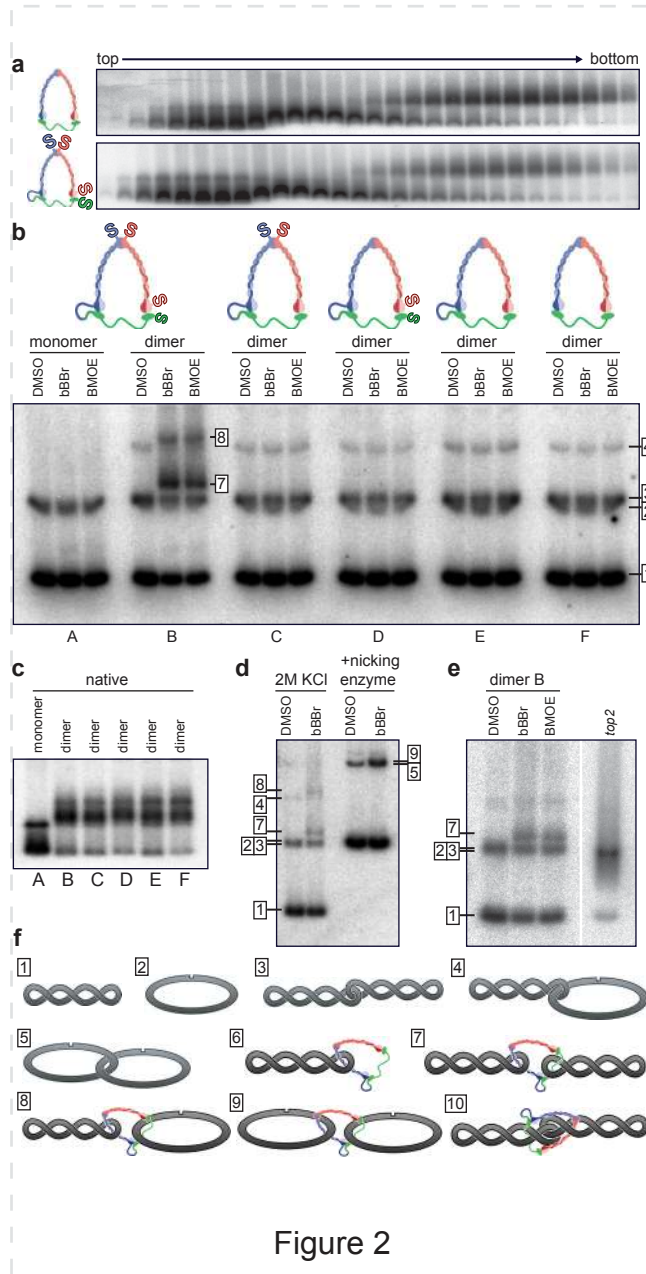 top bottom
a
S S
S
S
b
S S
S
S
S S
S
S
monomer dimer dimer dimer dimer dimer
DMSO bBBr BMOE DMSO bBBr BMOE DMSO bBBr BMOE DMSO bBBr BMOE DMSO bBBr BMOE DMSO bBBr BMOE
8
4
7
3
2
1
A B C D E F
c
native
monomer dimer dimer dimer dimer dimer
A B C D E F
d
2M KCl
+nicking
enzyme
DMSO bBBr DMSO bBBr
9
5
8
4
7
2 3
1
e
dimer B
DMSO bBBr BMOE top2
7
2 3
1
f
1 2 3 4
5 6 7
8 9 10
Figure 2